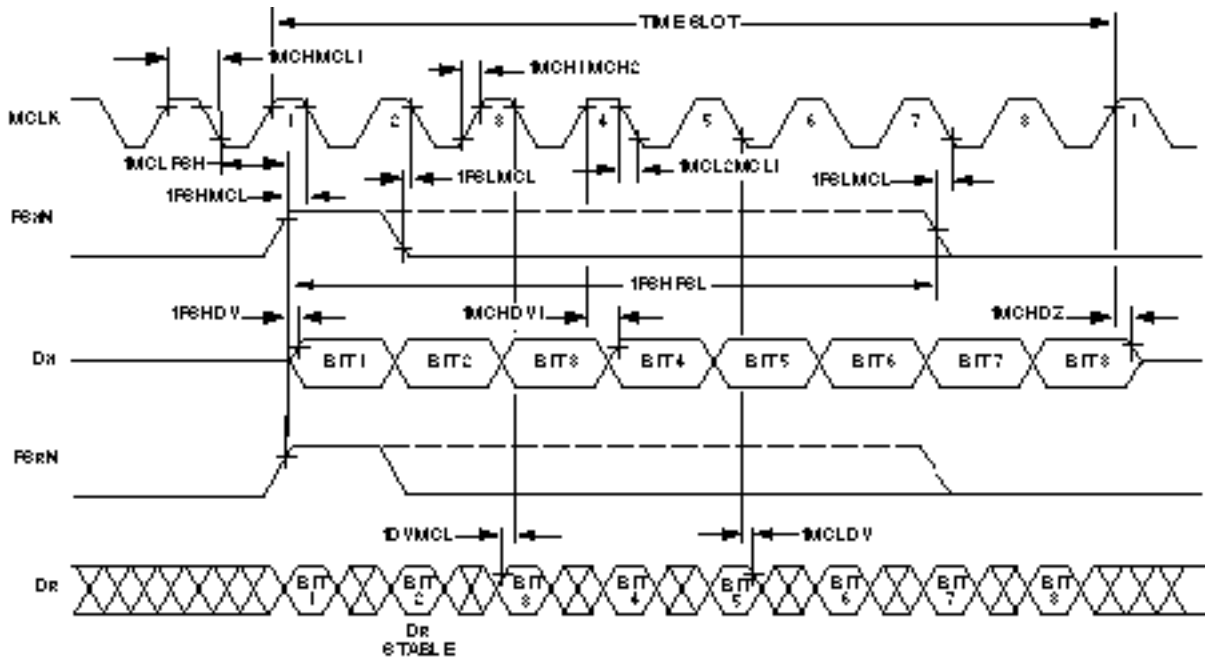 TIME SLOT
tMCHMCL1
tMCH1MCH2
MCLK
1 2 3 4 5 6 7 8 1
tMCLFSH
tFSLMCL
tMCL2MCL1
tFSLMCL
tFSHMCL
FSXN
tFSHFSL
tFSHDV
tMCHDV1
tMCHDZ
DX
BIT 1 BIT 2 BIT 3 BIT 4 BIT 5 BIT 6 BIT 7 BIT 8
FSRN
tDVMCL
tMCLDV
DR
BIT 1 BIT 2 BIT 3 BIT 4 BIT 5 BIT 6 BIT 7 BIT 8
DR
STABLE